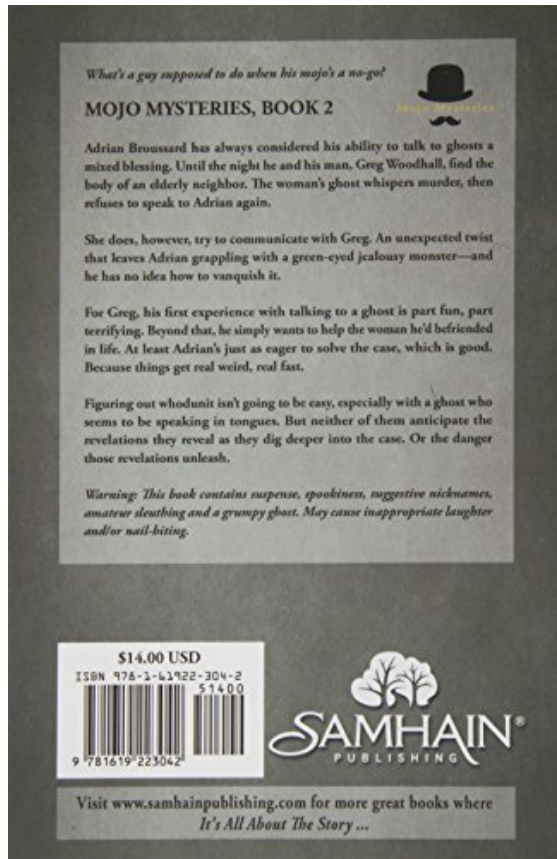 What's a guy supposed to do when his mojo's a no-go?
MOJO MYSTERIES, BOOK 2
Mojo Mysteries
Adrian Broussard has always considered his ability to talk to ghosts a
mixed blessing. Until the night he and his man, Greg Woodhall, find the
body of an elderly neighbor. The woman's ghost whispers murder, then
refuses to speak to Adrian again.
She does, however, try to communicate with Greg. An unexpected twist
that leaves Adrian grappling with a green-eyed jealousy monster—and
he has no idea how to vanquish it.
For Greg, his first experience with talking to a ghost is part fun, part
terrifying. Beyond that, he simply wants to help the woman he'd befriended
in life. At least Adrian's just as eager to solve the case, which is good.
Because things get real weird, real fast.
Figuring out whodunit isn't going to be easy, especially with a ghost who
seems to be speaking in tongues. But neither of them anticipate the
revelations they reveal as they dig deeper into the case. Or the danger
those revelations unleash.
Warning: This book contains suspense, spookiness, suggestive nicknames,
amateur sleuthing and a grumpy ghost. May cause inappropriate laughter
and/or nail-biting.
$14.00 USD
ISBN 978-1-61922-304-2
51400
9 781619 223042
SAMHAIN®
PUBLISHING
Visit www.samhainpublishing.com for more great books where
It's All About The Story ...